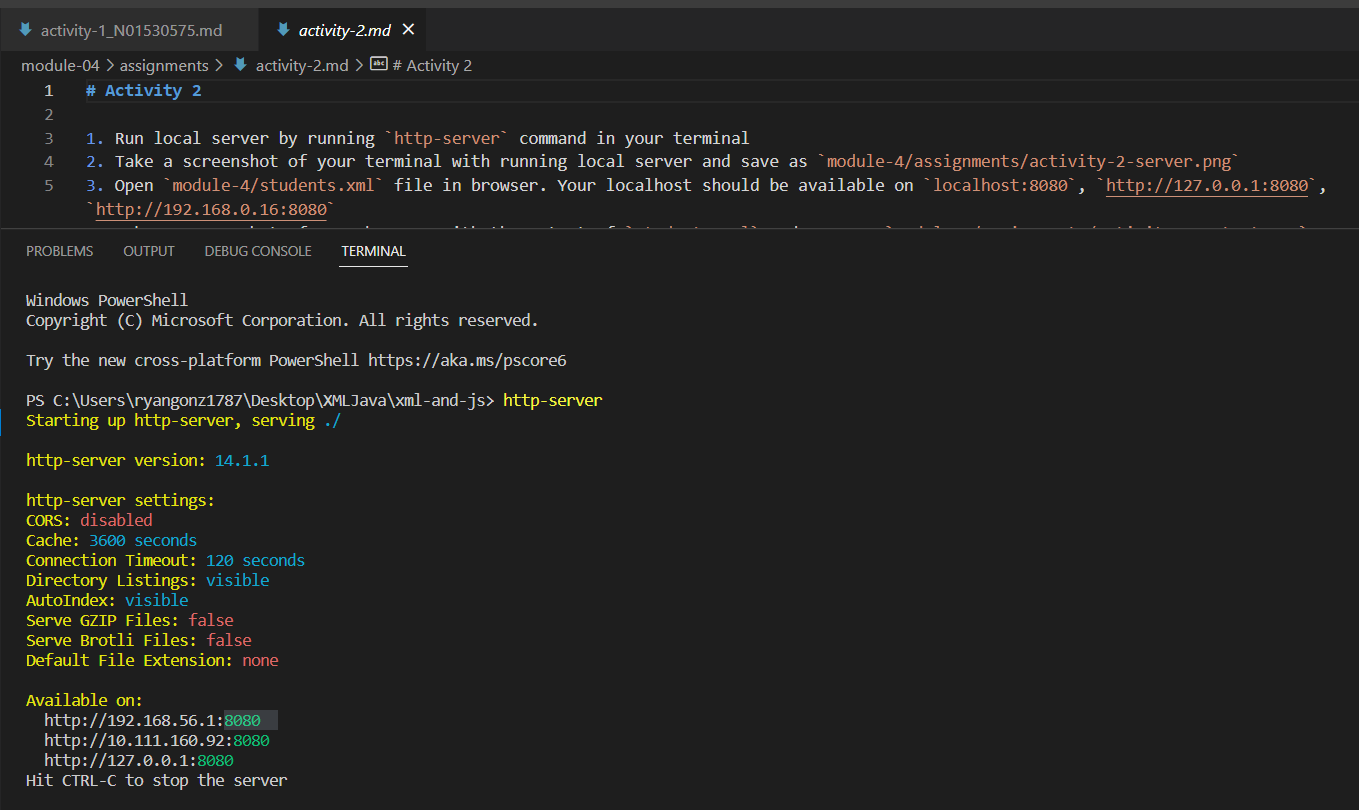 activity-1_N01530575.md
activity-2.md
module-04 > assignments > activity-2.md > # Activity 2
1 # Activity 2
2
3 1. Run local server by running `http-server` command in your terminal
4 2. Take a screenshot of your terminal with running local server and save as `module-4/assignments/activity-2-server.png`
5 3. Open `module-4/students.xml` file in browser. Your localhost should be available on `localhost:8080`, `http://127.0.0.1:8080`,
`http://192.168.0.16:8080`
PROBLEMS OUTPUT DEBUG CONSOLE TERMINAL
Windows PowerShell
Copyright (C) Microsoft Corporation. All rights reserved.
Try the new cross-platform PowerShell https://aka.ms/pscore6
PS C:\Users\ryangonz1787\Desktop\XMLJava\xml-and-js> http-server
Starting up http-server, serving ./
http-server version: 14.1.1
http-server settings:
CORS: disabled
Cache: 3600 seconds
Connection Timeout: 120 seconds
Directory Listings: visible
AutoIndex: visible
Serve GZIP Files: false
Serve Brotli Files: false
Default File Extension: none
Available on:
http://192.168.56.1:8080
http://10.111.160.92:8080
http://127.0.0.1:8080
Hit CTRL-C to stop the server